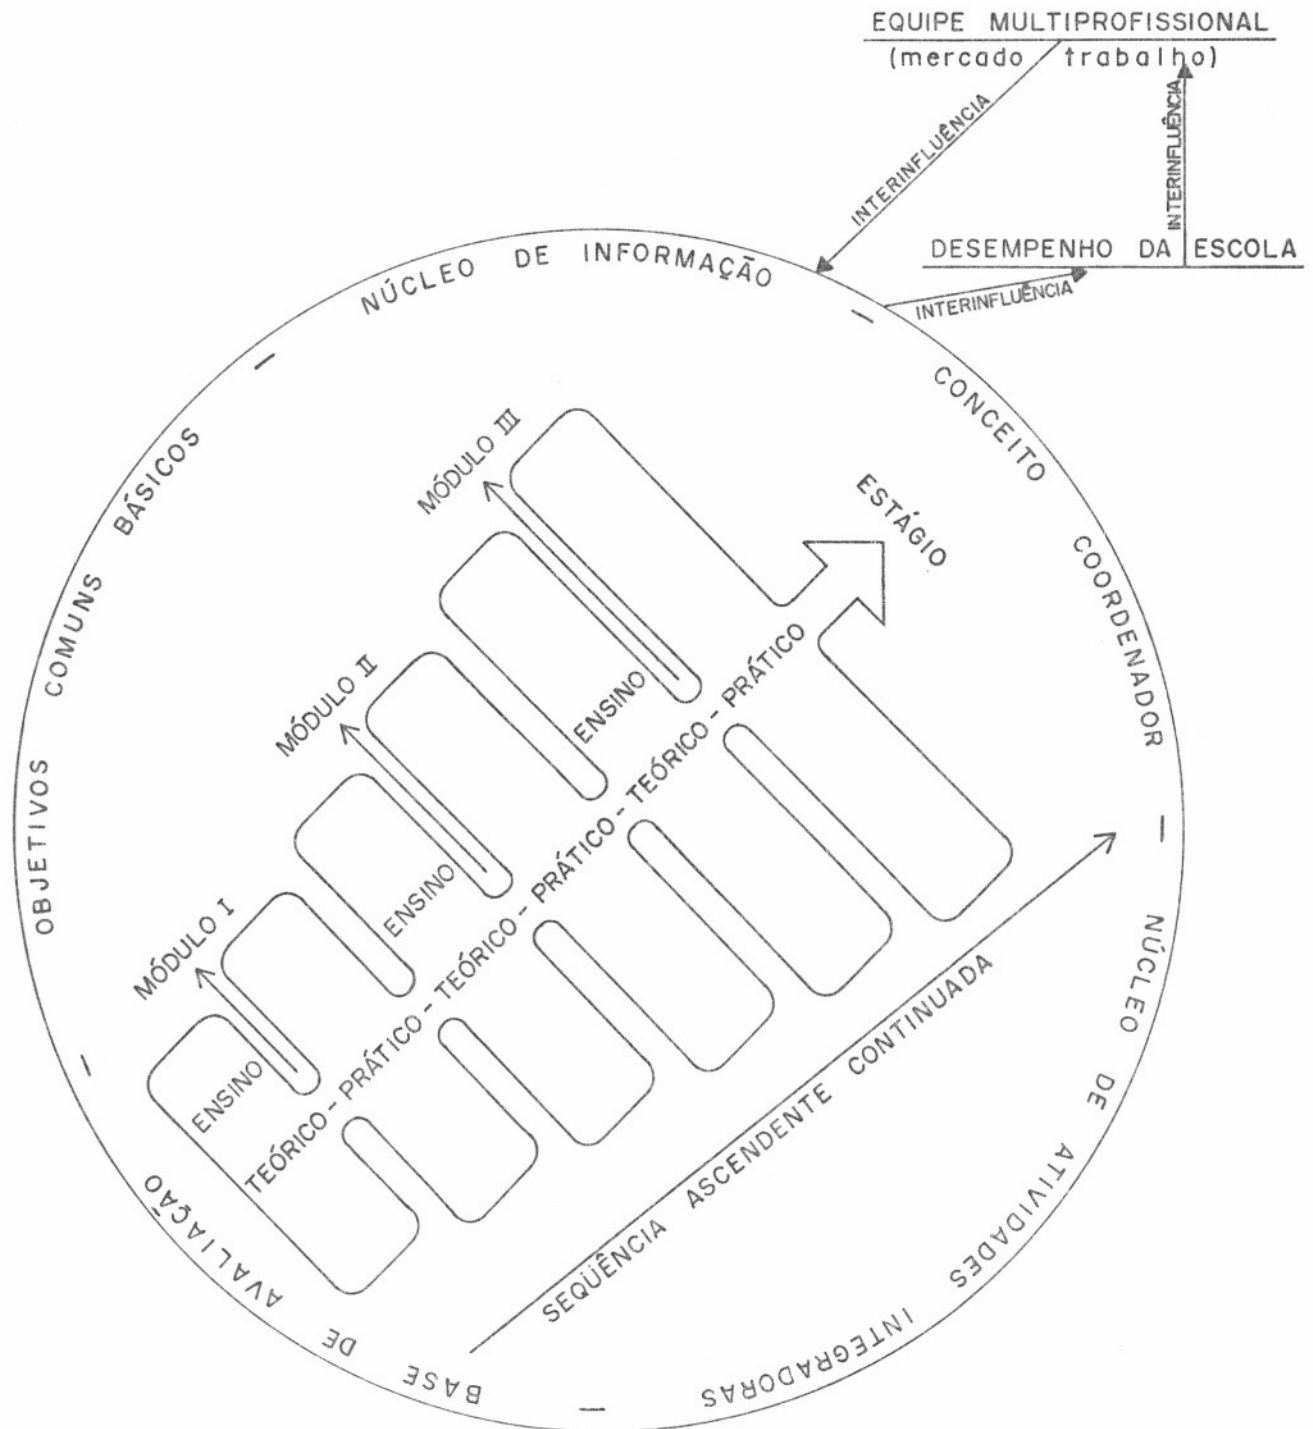 EQUIPE MULTIPROFISSIONAL
(mercado trabalho)
INTERINFLUÊNCIA
INTERINFLUÊNCIA
DESEMPENHO DA ESCOLA
INTERINFLUÊNCIA
OBJETIVOS COMUNS BÁSICOS –
NÚCLEO DE INFORMAÇÃO –
CONCEITO COORDENADOR –
NÚCLEO DE ATIVIDADES INTEGRADORAS –
BASE DE AVALIAÇÃO –
MÓDULO I
MÓDULO II
MÓDULO III
ESTÁGIO
ENSINO
ENSINO
ENSINO
TEÓRICO - PRÁTICO - TEÓRICO - PRÁTICO - TEÓRICO - PRÁTICO
SEQÜÊNCIA ASCENDENTE CONTINUADA